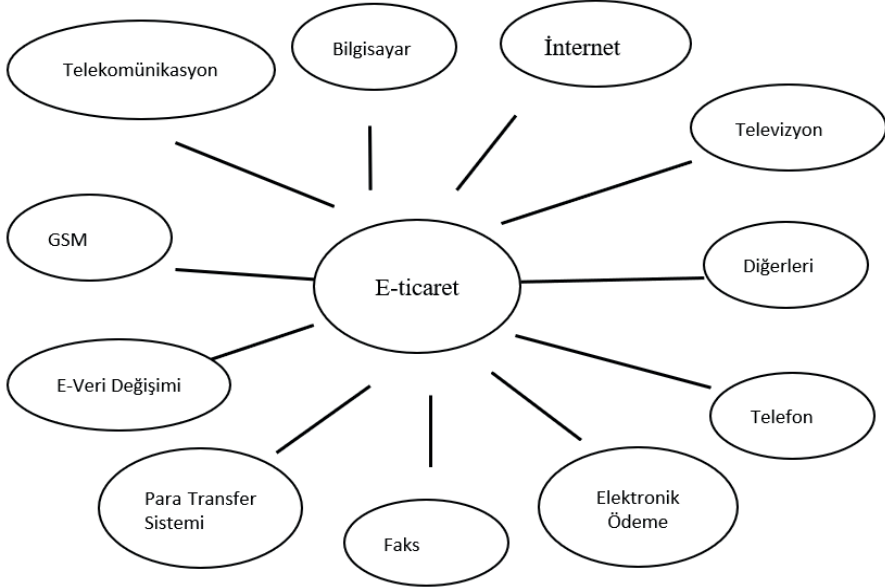 Telekomünikasyon
Bilgisayar
İnternet
Televizyon
GSM
E-ticaret
Diğerleri
E-Veri Değişimi
Telefon
Para Transfer
Sistemi
Faks
Elektronik
Ödeme